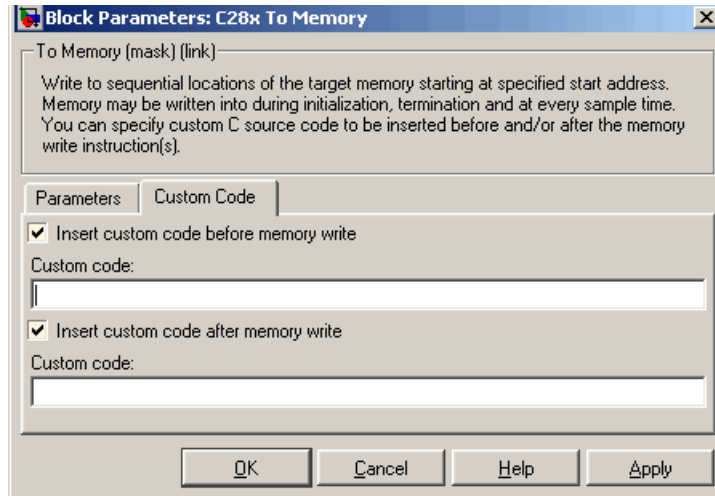 Block Parameters: C28x To Memory
To Memory (mask) (link)
Write to sequential locations of the target memory starting at specified start address.
Memory may be written into during initialization, termination and at every sample time.
You can specify custom C source code to be inserted before and/or after the memory
write instruction(s).
Parameters Custom Code
Insert custom code before memory write
Custom code:
Insert custom code after memory write
Custom code:
OK Cancel Help Apply